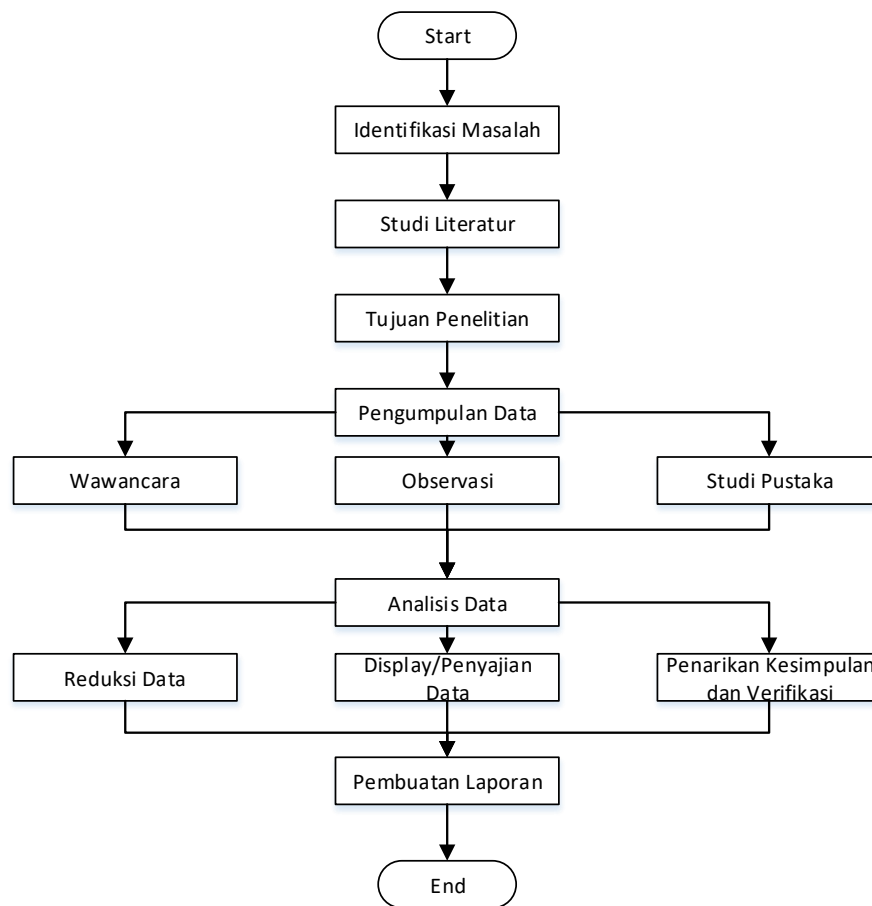 Start
Identifikasi Masalah
Studi Literatur
Tujuan Penelitian
Pengumpulan Data
Wawancara
Observasi
Studi Pustaka
Analisis Data
Reduksi Data
Display/Penyajian
Data
Penarikan Kesimpulan
dan Verifikasi
Pembuatan Laporan
End